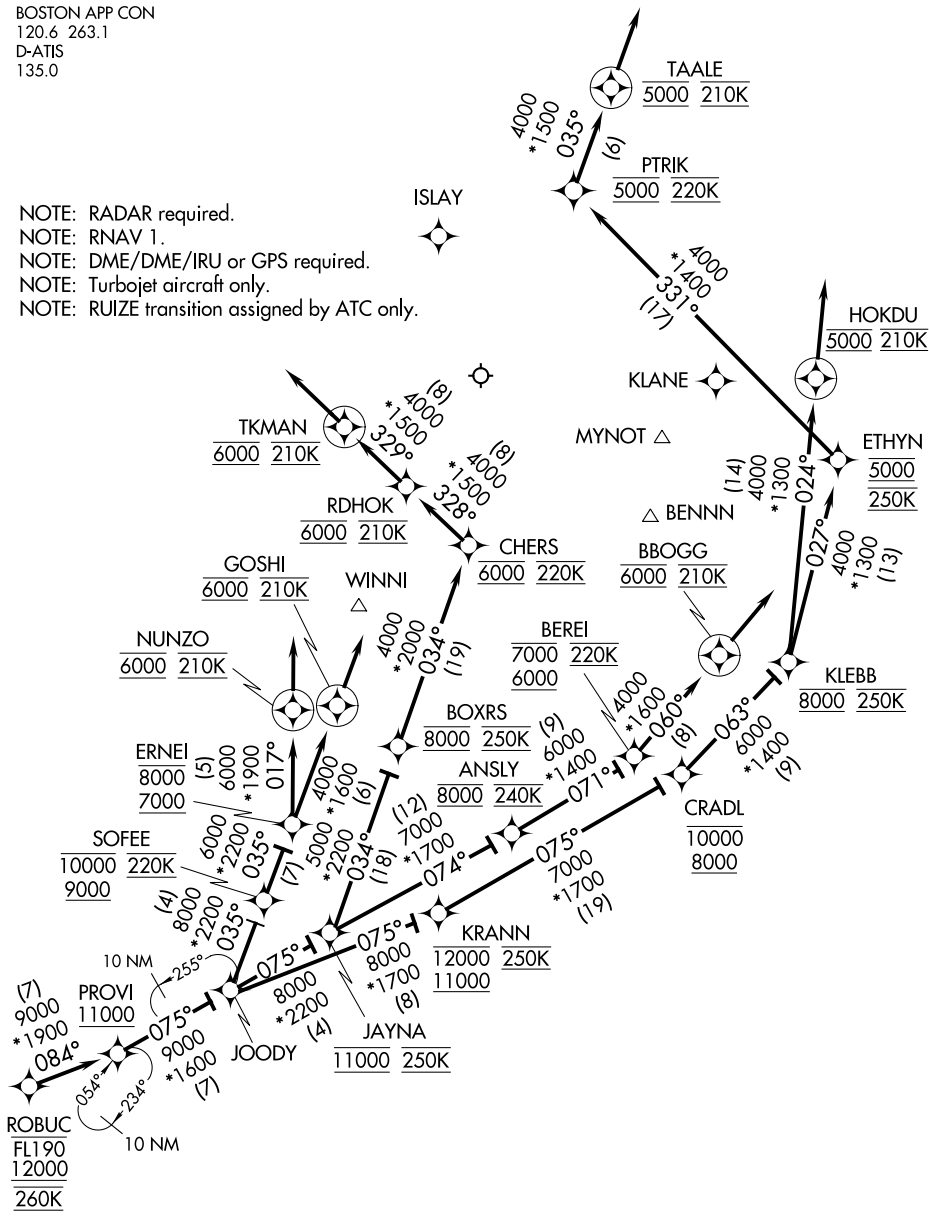 BOSTON APP CON
120.6 263.1
D-ATIS
135.0
TAALE
5000 210K
4000
*1500
035°
(6)
PTRIK
5000 220K
ISLAY
NOTE: RADAR required.
NOTE: RNAV 1.
NOTE: DME/DME/IRU or GPS required.
NOTE: Turbojet aircraft only.
NOTE: RUIZE transition assigned by ATC only.
4000
*1400
331°
(17)
HOKDU
5000 210K
KLANE
MYNOT
ETHYN
5000
250K
(8)
4000
*1500
329°
TKMAN
6000 210K
(8)
4000
*1500
328°
RDHOK
6000 210K
(14)
4000
*1300
024°
027°
4000
*1300
(13)
BENNN
CHERS
6000 220K
BBOGG
6000 210K
GOSHI
6000 210K
WINNI
NUNZO
6000 210K
4000
*2000
034°
(19)
BEREI
7000 220K
6000
4000
*1600
060°
(8)
KLEBB
8000 250K
BOXRS
8000 250K
063°
6000
*1400
(9)
ERNEI
8000
7000
(5)
6000
*1900
017°
4000
*1600
(6)
(9)
6000
*1400
071°
ANSLY
8000 240K
CRADL
10000
8000
SOFEE
10000 220K
9000
6000
*2200
035°
(7)
5000
*2200
034°
(18)
(12)
7000
*1700
074°
075°
7000
*1700
(19)
(4)
8000
*2200
035°
KRANN
12000 250K
11000
075°
8000
*1700
(8)
075°
8000
*2200
(4)
10 NM
255°
PROVI
11000
JOODY
JAYNA
11000 250K
(7)
9000
*1900
084°
075°
9000
*1600
(7)
054°
234°
10 NM
ROBUC
FL190
12000
260K